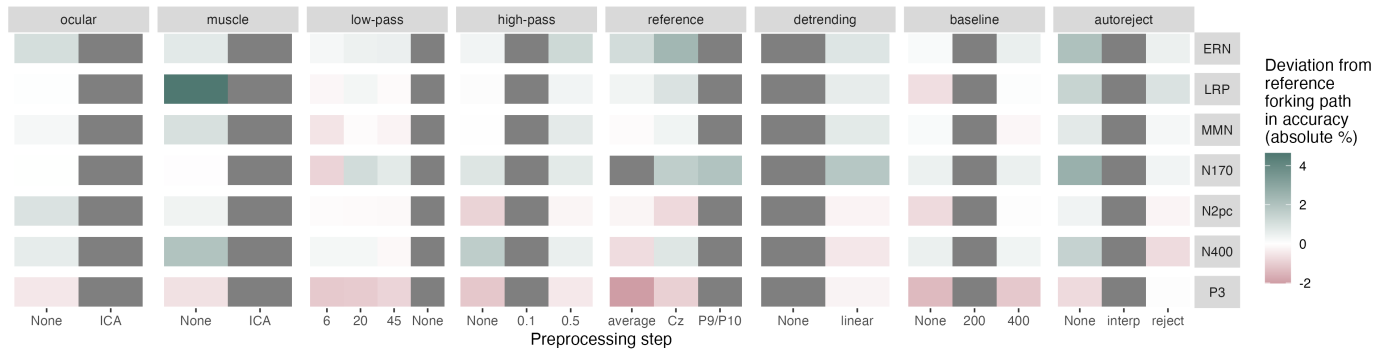 ocular muscle low-pass high-pass reference detrending baseline autoreject
ERN
LRP
MMN
N170
N2pc
N400
P3
None ICA None ICA 6 20 45 None None 0.1 0.5 average Cz P9/P10 None linear None 200 400 None interp reject
Preprocessing step
Deviation from
reference
forking path
in accuracy
(absolute %)
4
2
0
-2